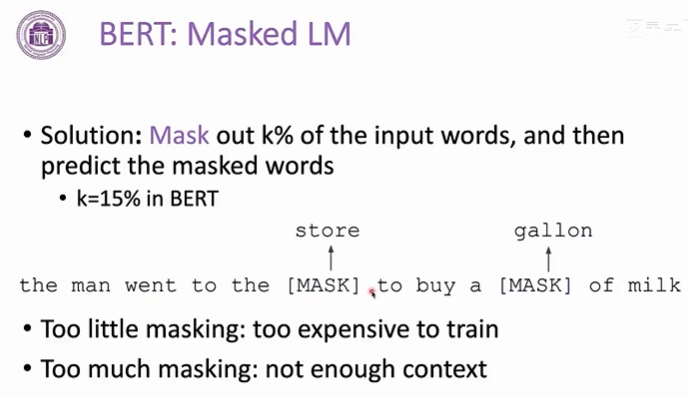 NLP
BERT: Masked LM
• Solution: Mask out k% of the input words, and then
predict the masked words
• k=15% in BERT
store gallon
the man went to the [MASK] to buy a [MASK] of milk
• Too little masking: too expensive to train
• Too much masking: not enough context